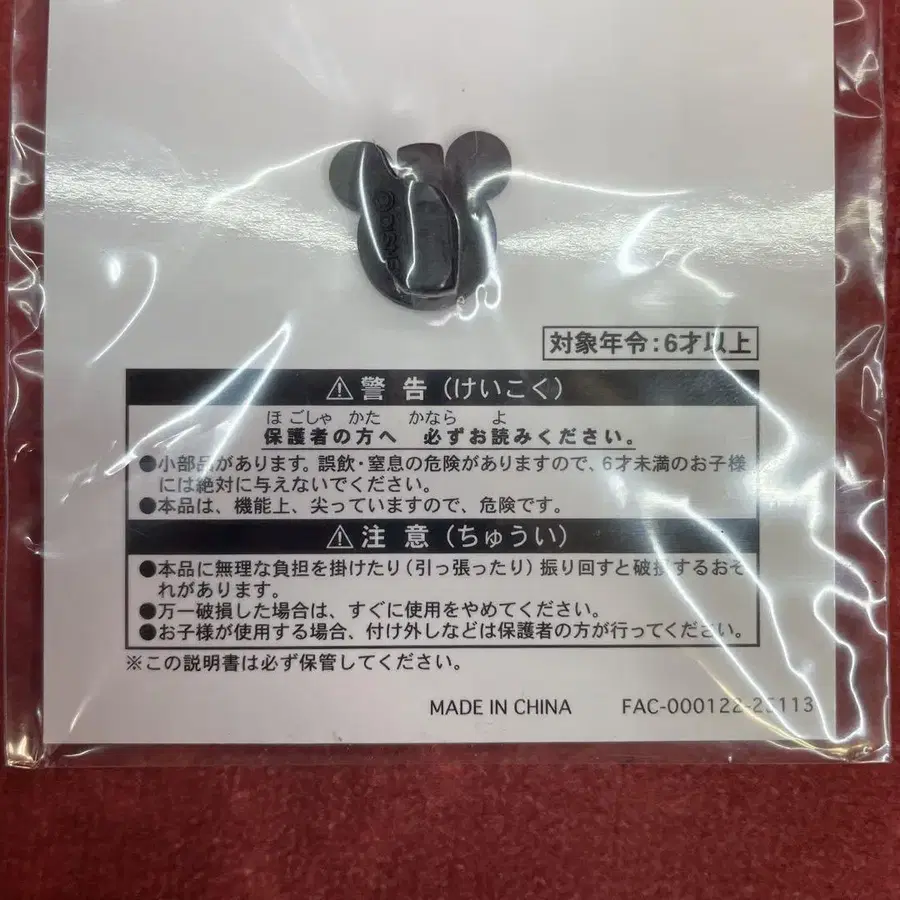 対象年令:6才以上
⚠警 告(けいこく)
ほ ごしゃ かた かなら よ
保護者の方へ 必ずお読みください。
●小部品があります。誤飲・窒息の危険がありますので、6才未満のお子様
には絶対に与えないでください。
●本品は、機能上、尖っていますので、危険です。
⚠注 意(ちゅうい)
●本品に無理な負担を掛けたり(引っ張ったり)振り回すと破損するおそ
れがあります。
●万一破損した場合は、すぐに使用をやめてください。
●お子様が使用する場合、付け外しなどは保護者の方が行ってください。
※この説明書は必ず保管してください。
MADE IN CHINA